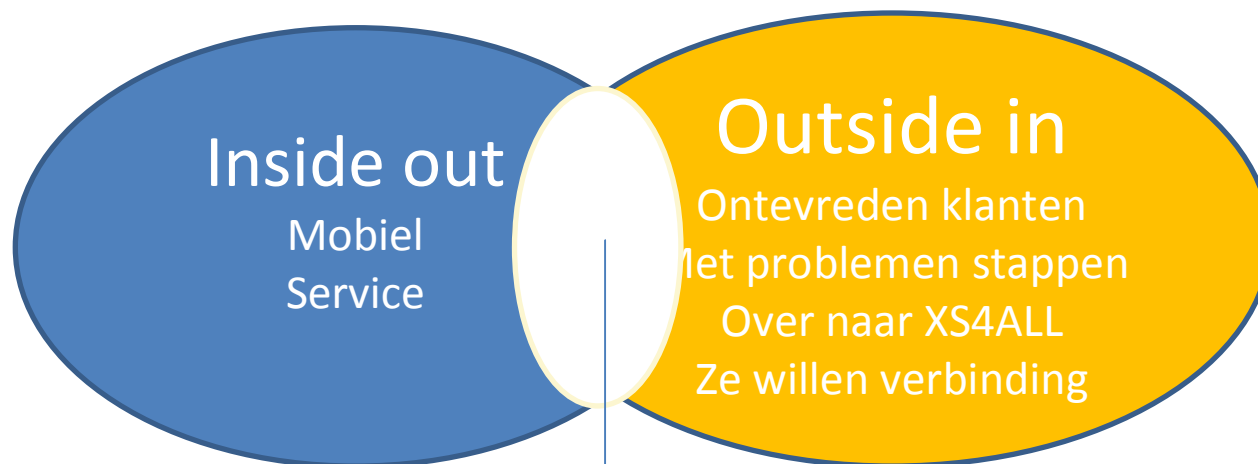 Inside out
Mobiel
Service
Outside in
Ontevreden klanten
Met problemen stappen
Over naar XS4ALL
Ze willen verbinding